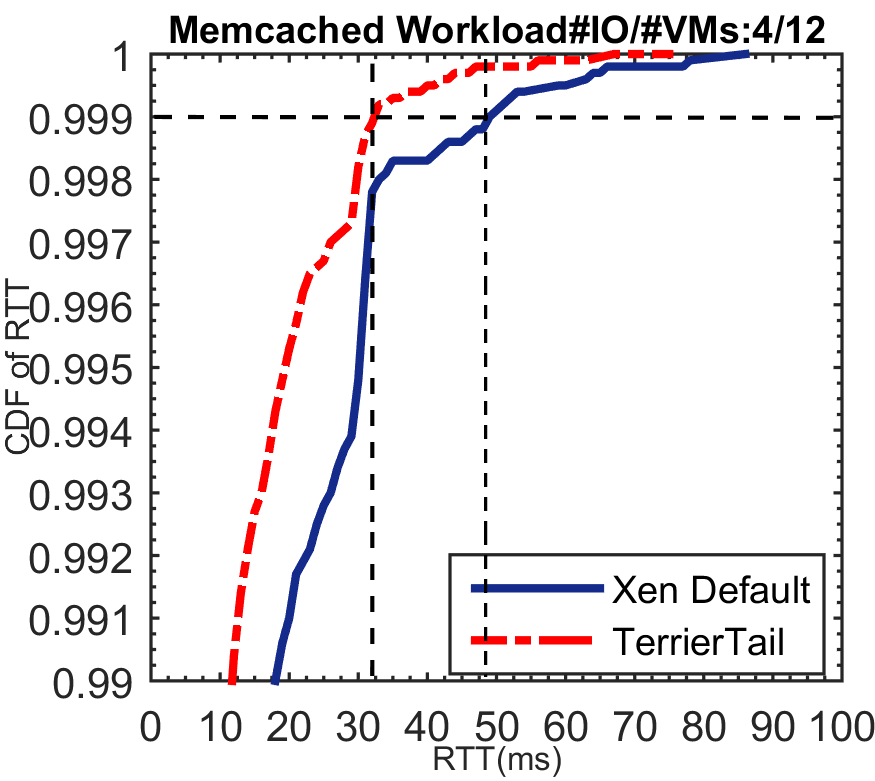 Memcached Workload#IO/#VMs:4/12
1
0.999
0.998
0.997
0.996
0.995
0.994
0.993
0.992
0.991
0.99
CDF of RTT
Xen Default
TerrierTail
0 10 20 30 40 50 60 70 80 90 100
RTT(ms)